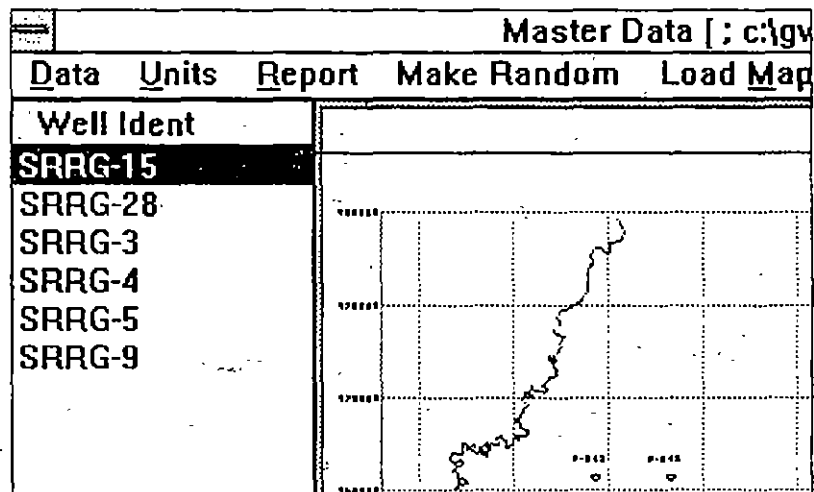 Master Data [ ; c:\gv
Data Units Report Make Random Load Map
Well Ident
SRRG-15
SRRG-28
SRRG-3
SRRG-4
SRRG-5
SRRG-9